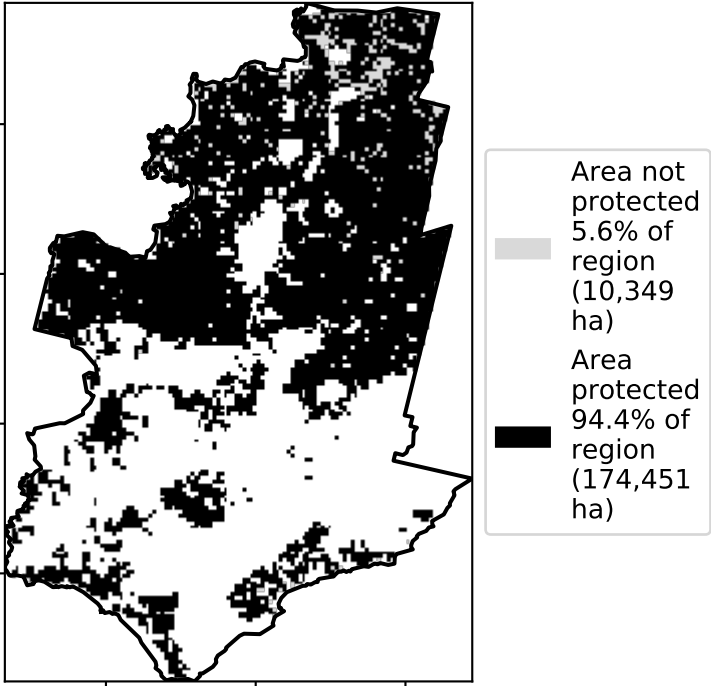 Area not
protected
5.6% of
region
(10,349
ha)
Area
protected
94.4% of
region
(174,451
ha)